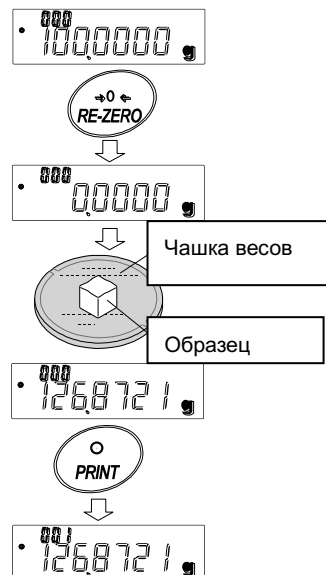 000
100.0000 g
→0←
RE-ZERO
000
0.0000 g
Чашка весов
Образец
000
126.8721 g
PRINT
001
126.8721 g